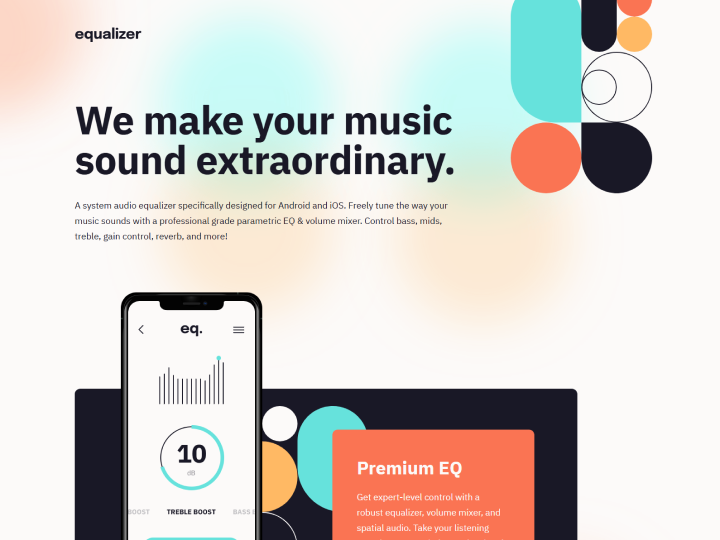 equalizer
We make your music
sound extraordinary.
A system audio equalizer specifically designed for Android and iOS. Freely tune the way your
music sounds with a professional grade parametric EQ & volume mixer. Control bass, mids,
treble, gain control, reverb, and more!
eq.
10
dB
BOOST TREBLE BOOST BASS
Premium EQ
Get expert-level control with a
robust equalizer, volume mixer, and
spatial audio. Take your listening